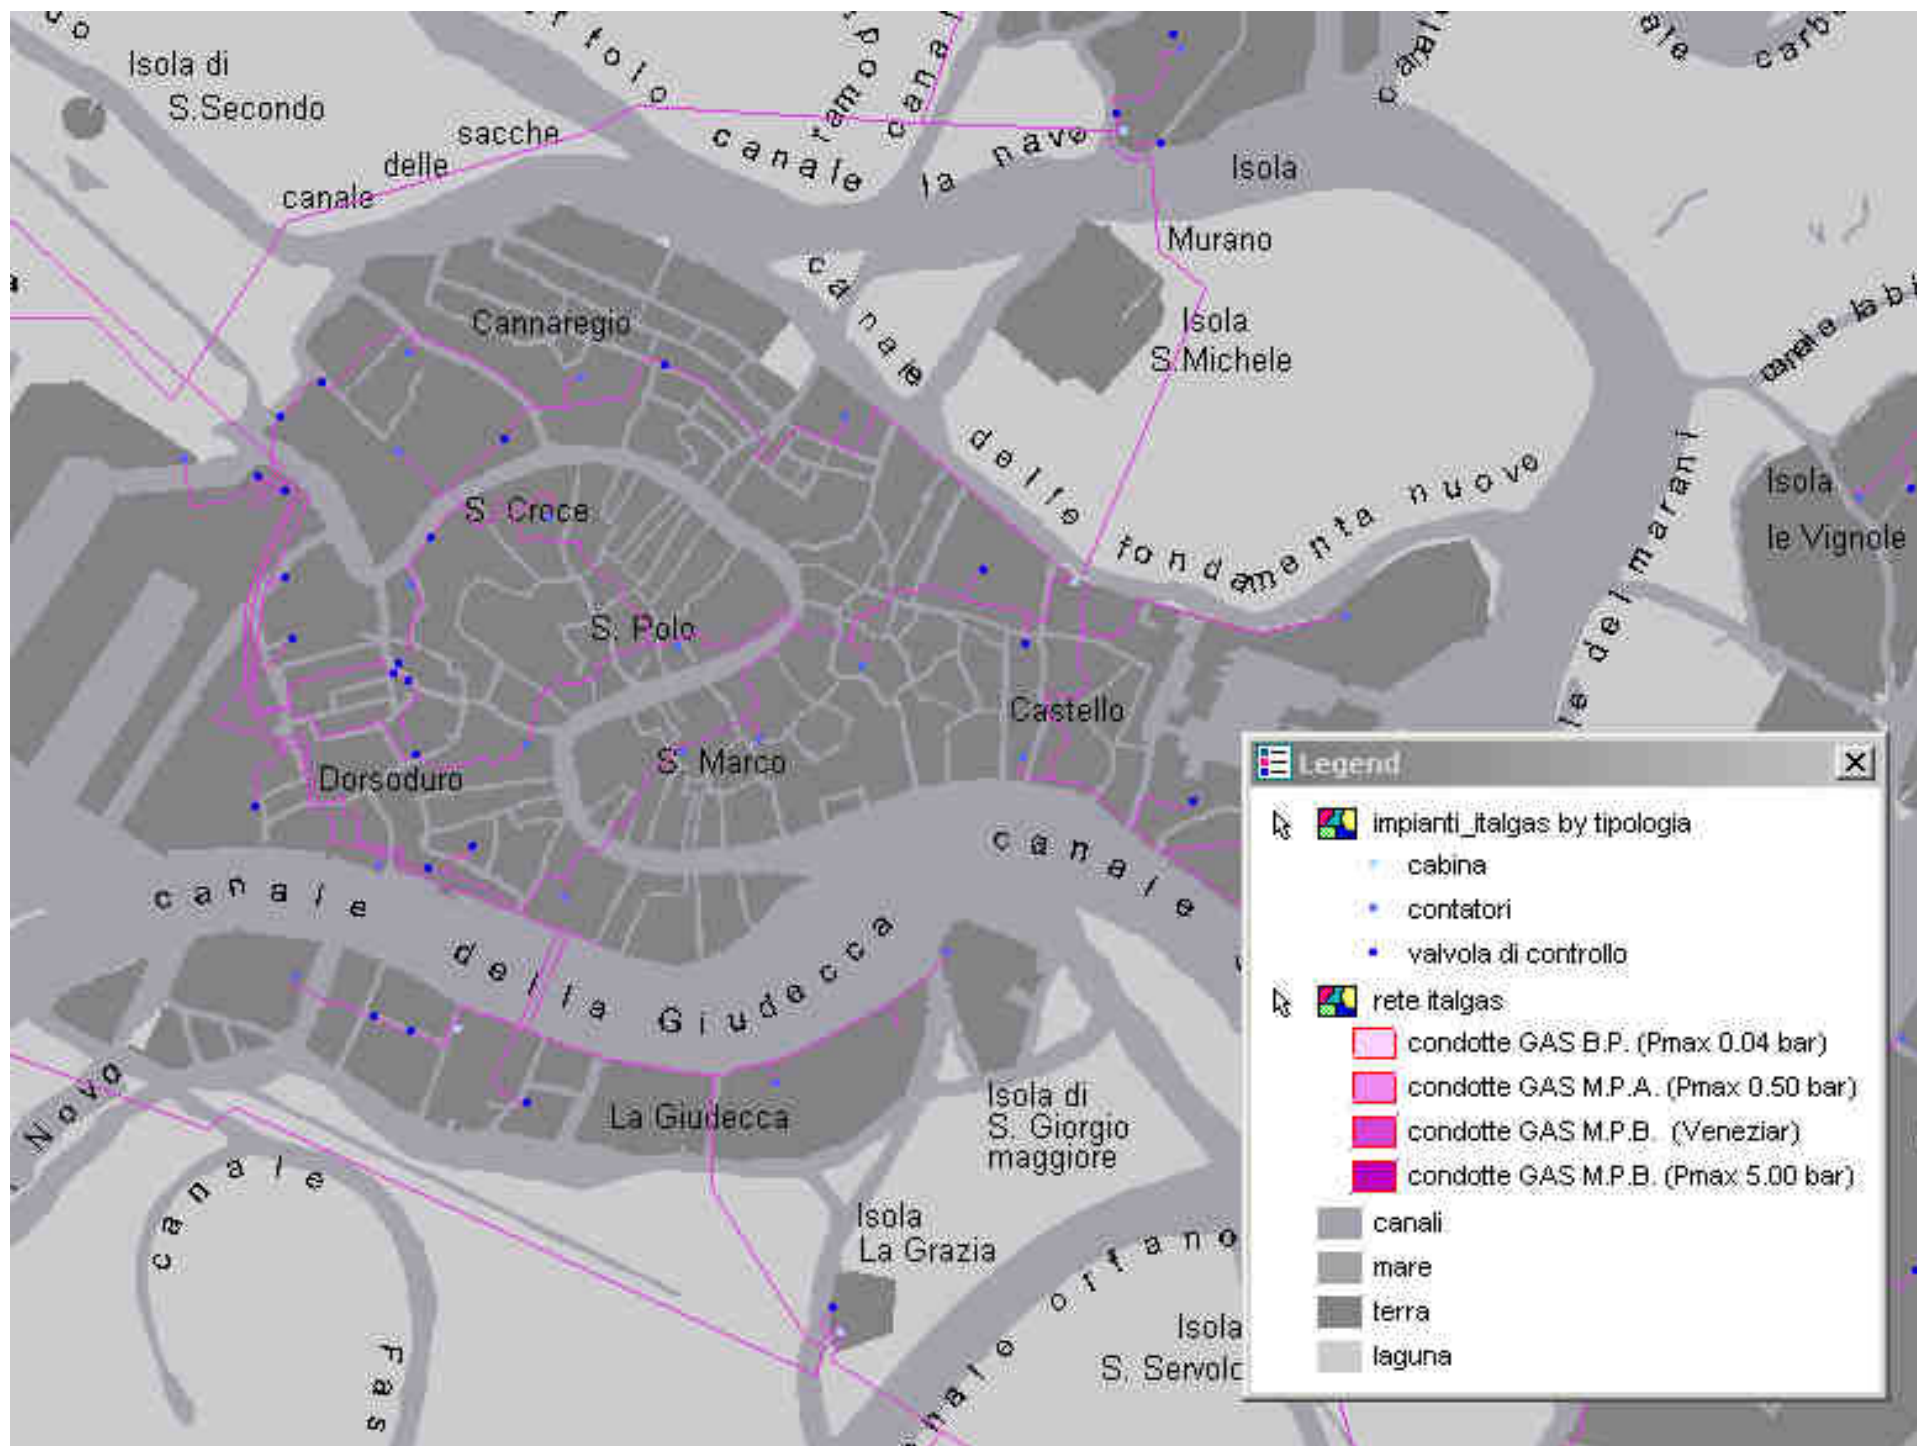 Isola di
S.Secondo
canale
delle
sacche
canale
la nave
Isola
Murano
Isola
S.Michele
Cannaregio
canale
delle fondamenta nuove
Isola
le Vignole
S. Croce
S. Polo
Castello
S. Marco
Dorsoduro
canale
canale
della Giudecca
Novo
La Giudecca
Isola di
S. Giorgio
maggiore
canale
Isola
La Grazia
orfano
Isola
S. Servolo
Fas
Legend
impianti_italgas by tipologia
cabina
contatori
valvola di controllo
rete italgas
condotte GAS B.P. (Pmax 0.04 bar)
condotte GAS M.P.A. (Pmax 0.50 bar)
condotte GAS M.P.B. (Veneziar)
condotte GAS M.P.B. (Pmax 5.00 bar)
canali
mare
terra
laguna